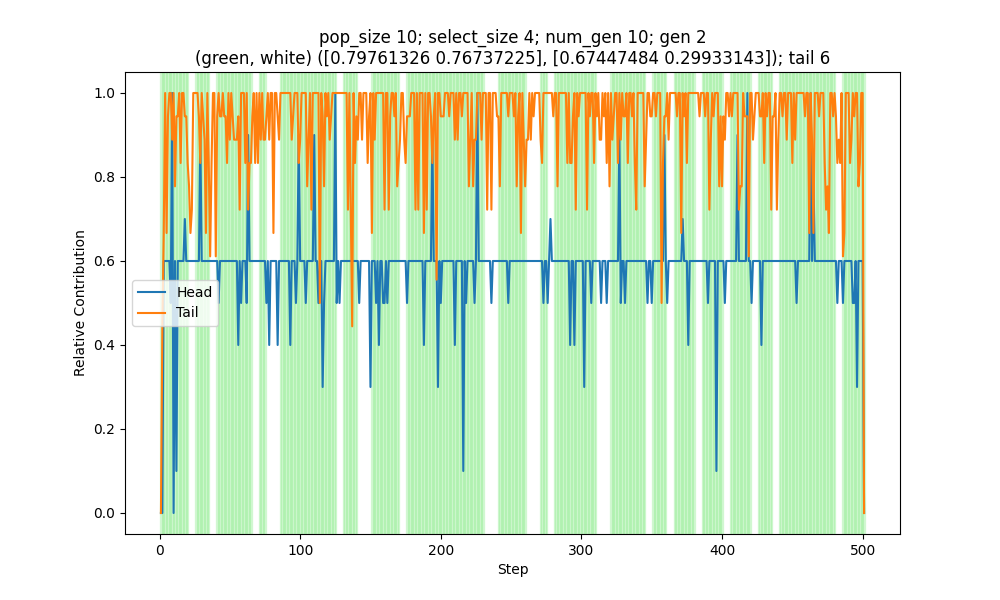 pop_size 10; select_size 4; num_gen 10; gen 2
(green, white) ([0.79761326 0.76737225], [0.67447484 0.29933143]); tail 6
Relative Contribution
1.0
0.8
0.6
0.4
0.2
0.0
Head
Tail
0
100
200
300
400
500
Step